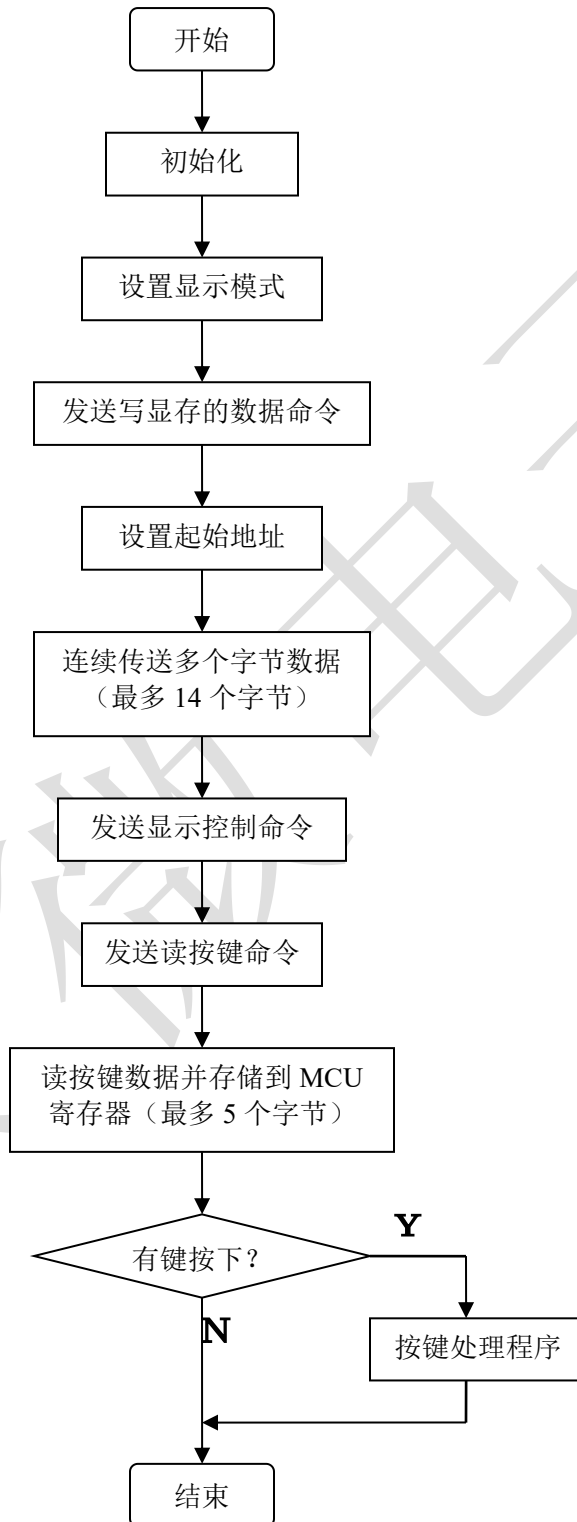 开始
初始化
设置显示模式
发送写显存的数据命令
设置起始地址
连续传送多个字节数据
（最多 14 个字节）
发送显示控制命令
发送读按键命令
读按键数据并存储到 MCU
寄存器（最多 5 个字节）
Y
有键按下？
N
按键处理程序
结束